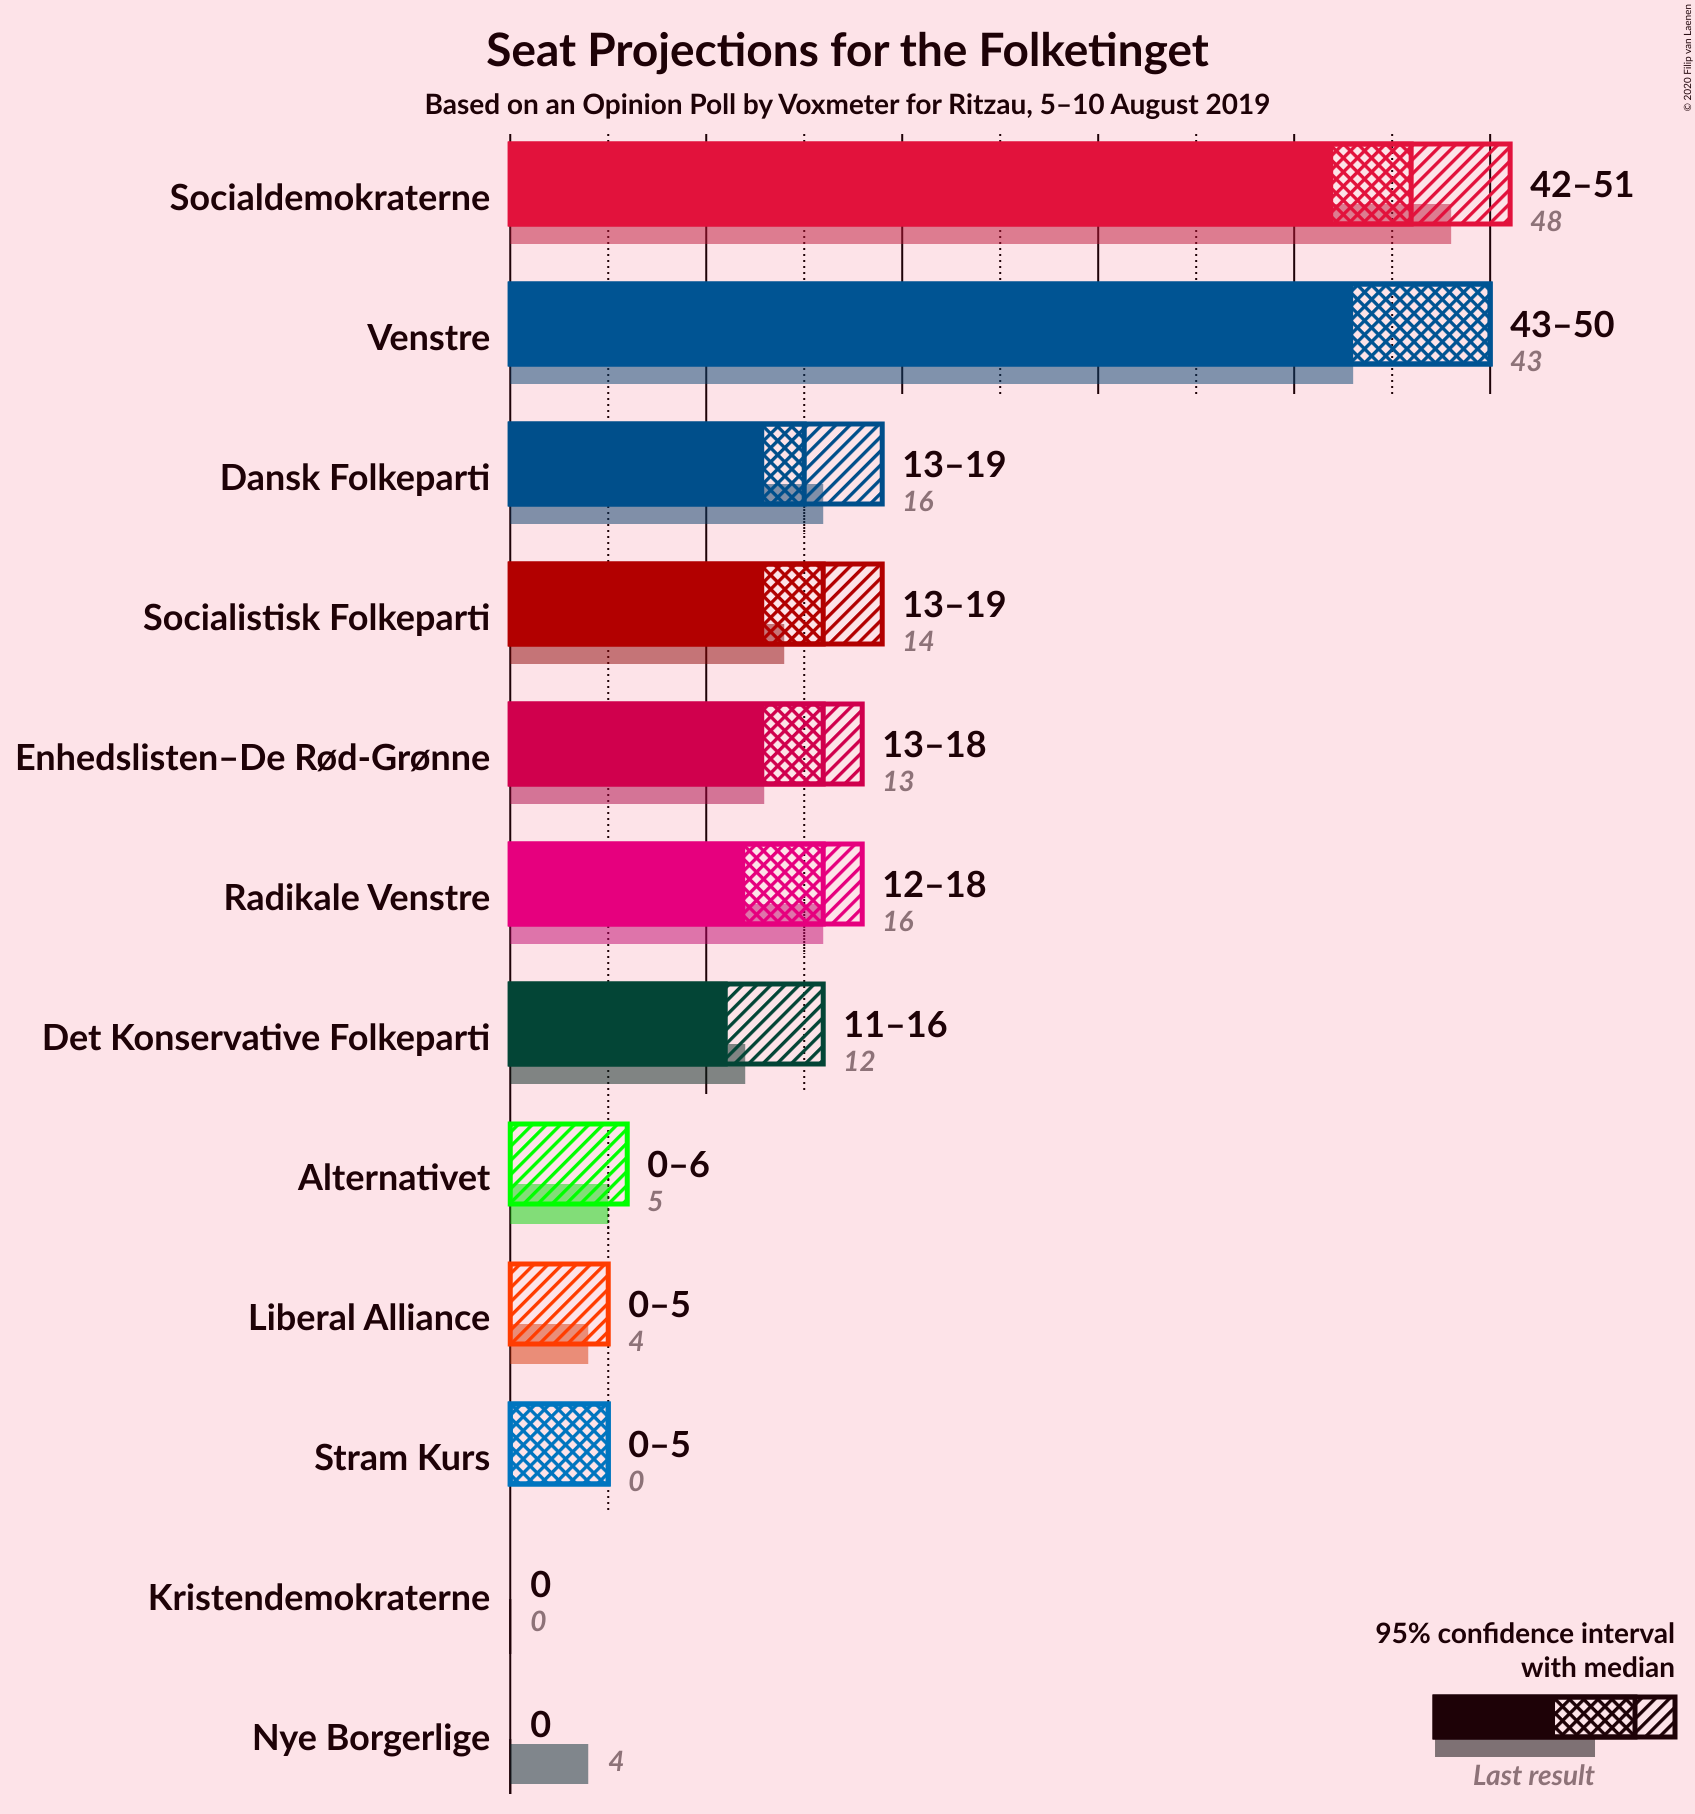 Seat Projections for the Folketinget
Based on an Opinion Poll by Voxmeter for Ritzau, 5–10 August 2019
© 2020 Filip van Laenen
Socialdemokraterne
42–51
48
Venstre
43–50
43
Dansk Folkeparti
13–19
16
Socialistisk Folkeparti
13–19
14
Enhedslisten–De Rød-Grønne
13–18
13
Radikale Venstre
12–18
16
Det Konservative Folkeparti
11–16
12
Alternativet
0–6
5
Liberal Alliance
0–5
4
Stram Kurs
0–5
0
Kristendemokraterne
0
0
Nye Borgerlige
0
4
95% confidence interval
with median
Last result